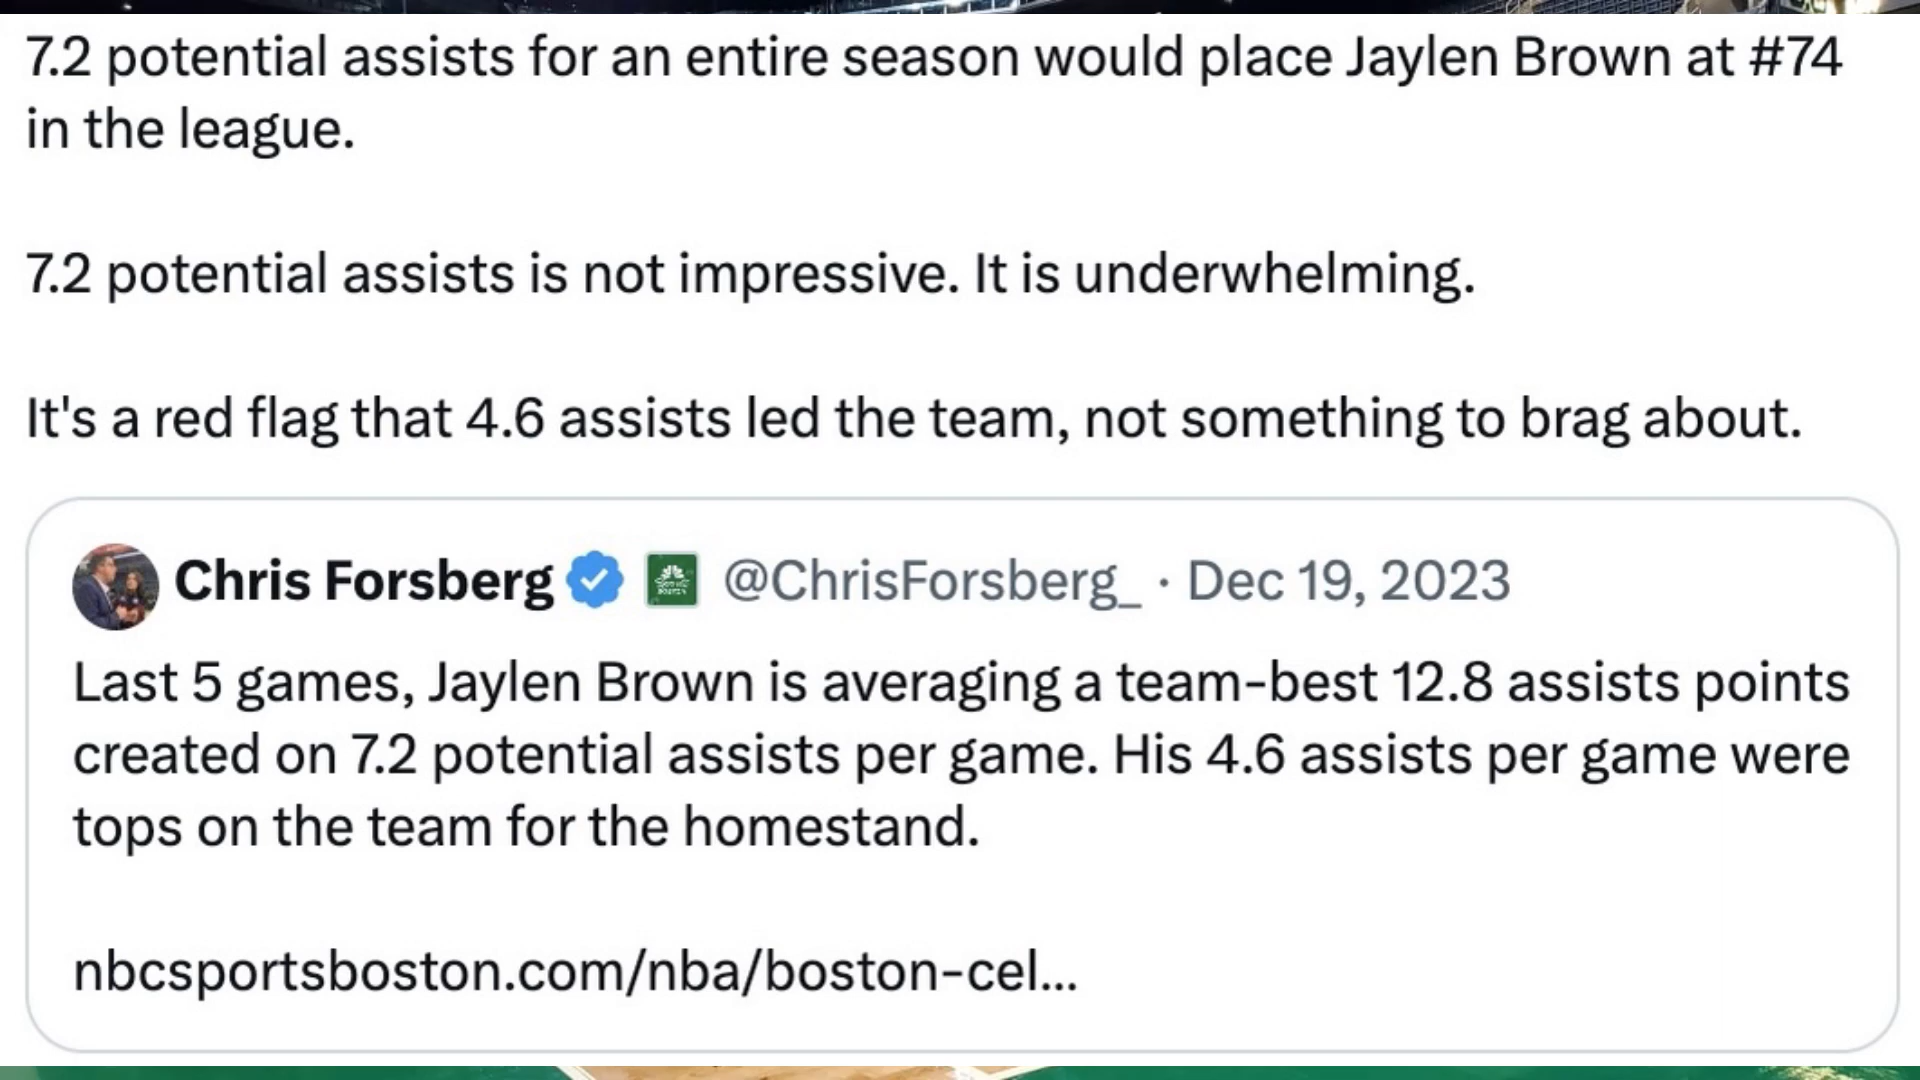 7.2 potential assists for an entire season would place Jaylen Brown at #74
in the league.
7.2 potential assists is not impressive. It is underwhelming.
It's a red flag that 4.6 assists led the team, not something to brag about.
Chris Forsberg @ChrisForsberg_ · Dec 19, 2023
Last 5 games, Jaylen Brown is averaging a team-best 12.8 assists points
created on 7.2 potential assists per game. His 4.6 assists per game were
tops on the team for the homestand.
nbcsportsboston.com/nba/boston-cel...